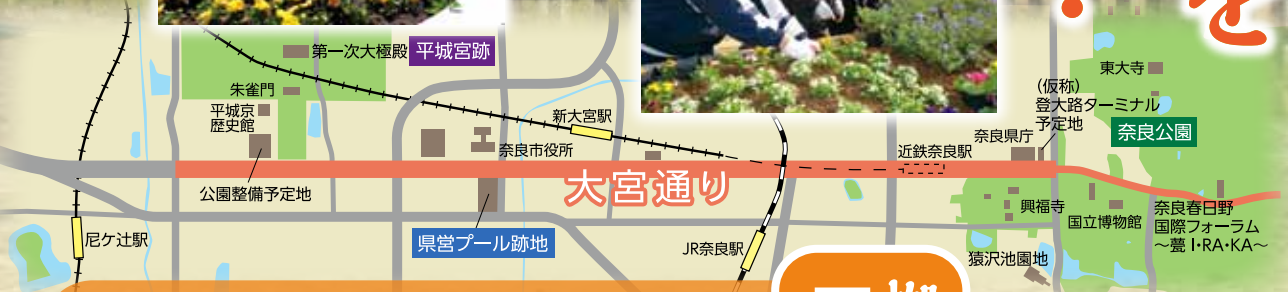 を
第一次大極殿
平城宮跡
朱雀門
平城京
歴史館
公園整備予定地
尼ケ辻駅
新大宮駅
奈良市役所
大宮通り
県営プール跡地
JR奈良駅
近鉄奈良駅
奈良県庁
(仮称)
登大路ターミナル
予定地
東大寺
奈良公園
興福寺
国立博物館
猿沢池園地
奈良春日野
国際フォーラム
〜甍 I・RA・KA〜